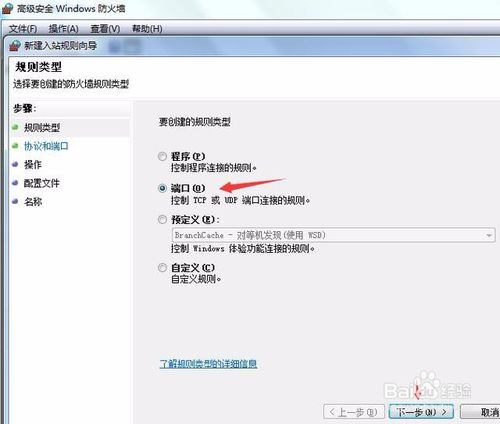 高级安全 Windows 防火墙
文件(F) 操作(A) 查看(V) 帮助(H)
新建入站规则向导
规则类型
选择要创建的防火墙规则类型
步骤:
规则类型
协议和端口
操作
配置文件
名称
要创建的规则类型
程序(P)
控制程序连接的规则。
端口(O)
控制 TCP 或 UDP 端口连接的规则。
预定义(E):
BranchCache - 对等机发现(使用 WSD)
控制 Windows 体验功能连接的规则。
自定义(C)
自定义规则。
了解规则类型的详细信息
Baidu 经验
<上一步(B) 下一步(N) > 取消